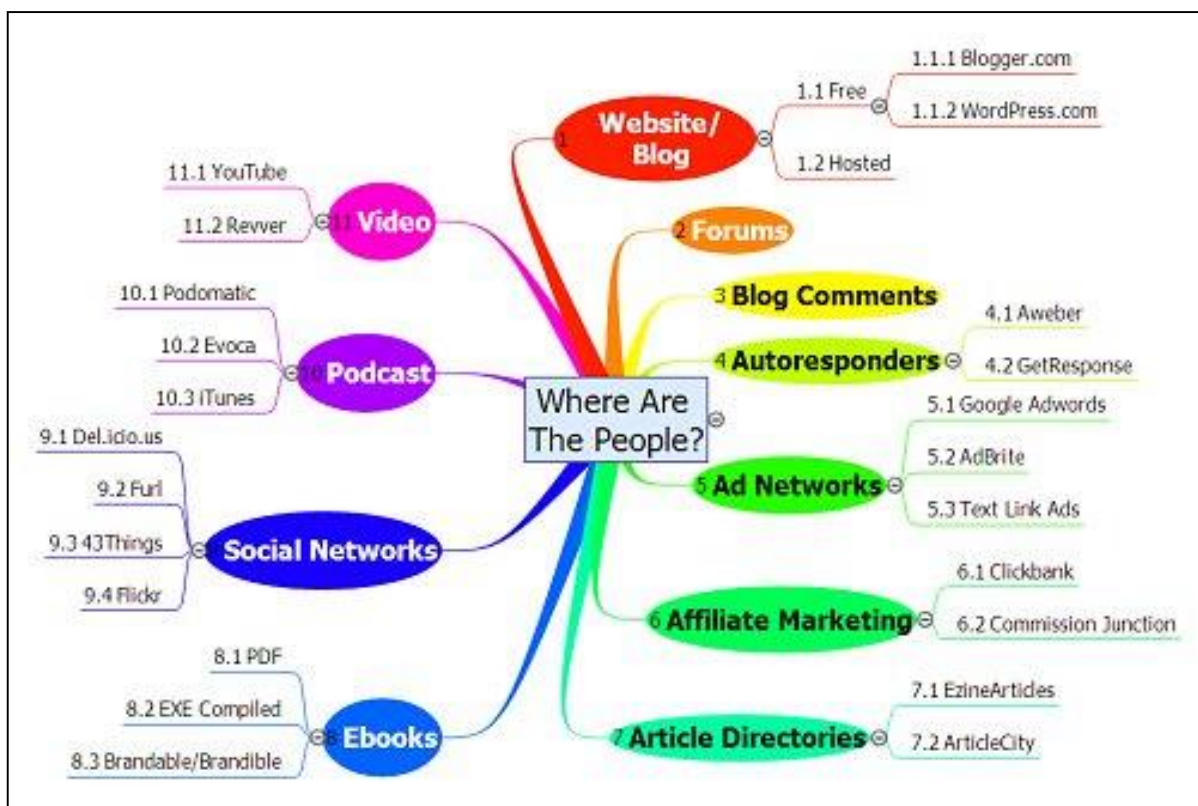 Where Are
The People?
1 Website/
Blog
1.1 Free
1.1.1 Blogger.com
1.1.2 WordPress.com
1.2 Hosted
2 Forums
3 Blog Comments
4 Autoresponders
4.1 Aweber
4.2 GetResponse
5 Ad Networks
5.1 Google Adwords
5.2 AdBrite
5.3 Text Link Ads
6 Affiliate Marketing
6.1 Clickbank
6.2 Commission Junction
7 Article Directories
7.1 EzineArticles
7.2 ArticleCity
8 Ebooks
8.1 PDF
8.2 EXE Compiled
8.3 Brandable/Brandible
Social Networks
9.1 Del.icio.us
9.2 Furl
9.3 43Things
9.4 Flickr
10 Podcast
10.1 Podomatic
10.2 Evoca
10.3 iTunes
11 Video
11.1 YouTube
11.2 Revver